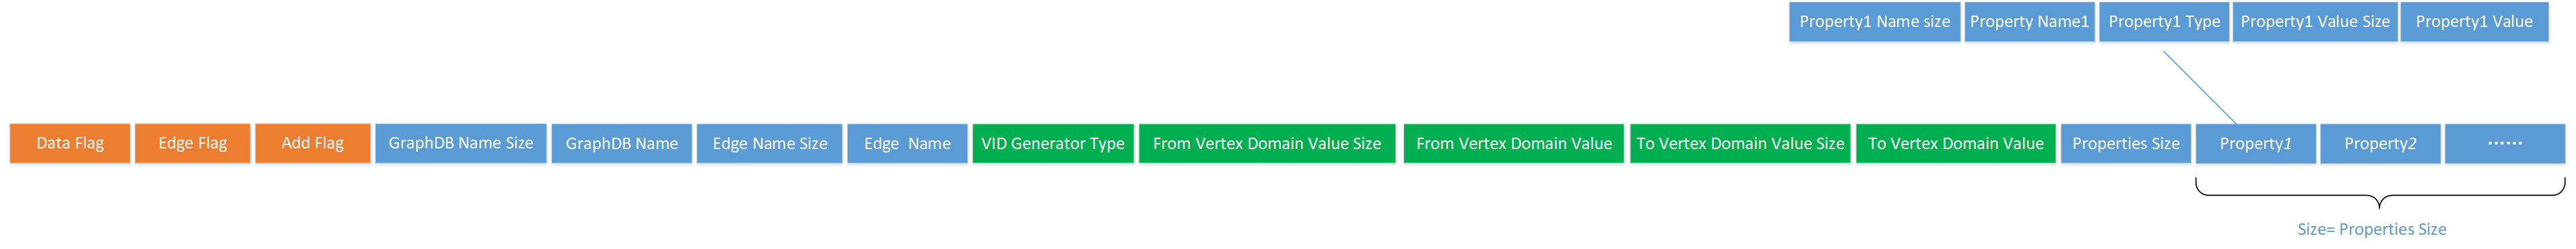 Property1 Name size
Property Name1
Property1 Type
Property1 Value Size
Property1 Value
Data Flag
Edge Flag
Add Flag
GraphDB Name Size
GraphDB Name
Edge Name Size
Edge  Name
VID Generator Type
From Vertex Domain Value Size
From Vertex Domain Value
To Vertex Domain Value Size
To Vertex Domain Value
Properties Size
Property1
Property2
······
Size= Properties Size